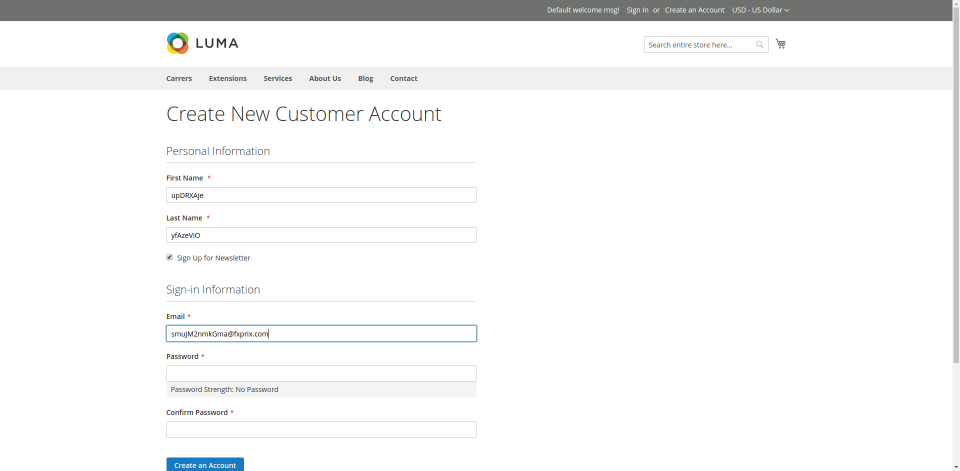 Default welcome msg! Sign In or Create an Account USD - US Dollar
LUMA
Search entire store here...
Carrers Extensions Services About Us Blog Contact
Create New Customer Account
Personal Information
First Name *
upDRXAje
Last Name *
yfAzeViO
Sign Up for Newsletter
Sign-in Information
Email *
smuJM2nmkGma@fxprix.com
Password *
Password Strength: No Password
Confirm Password *
Create an Account